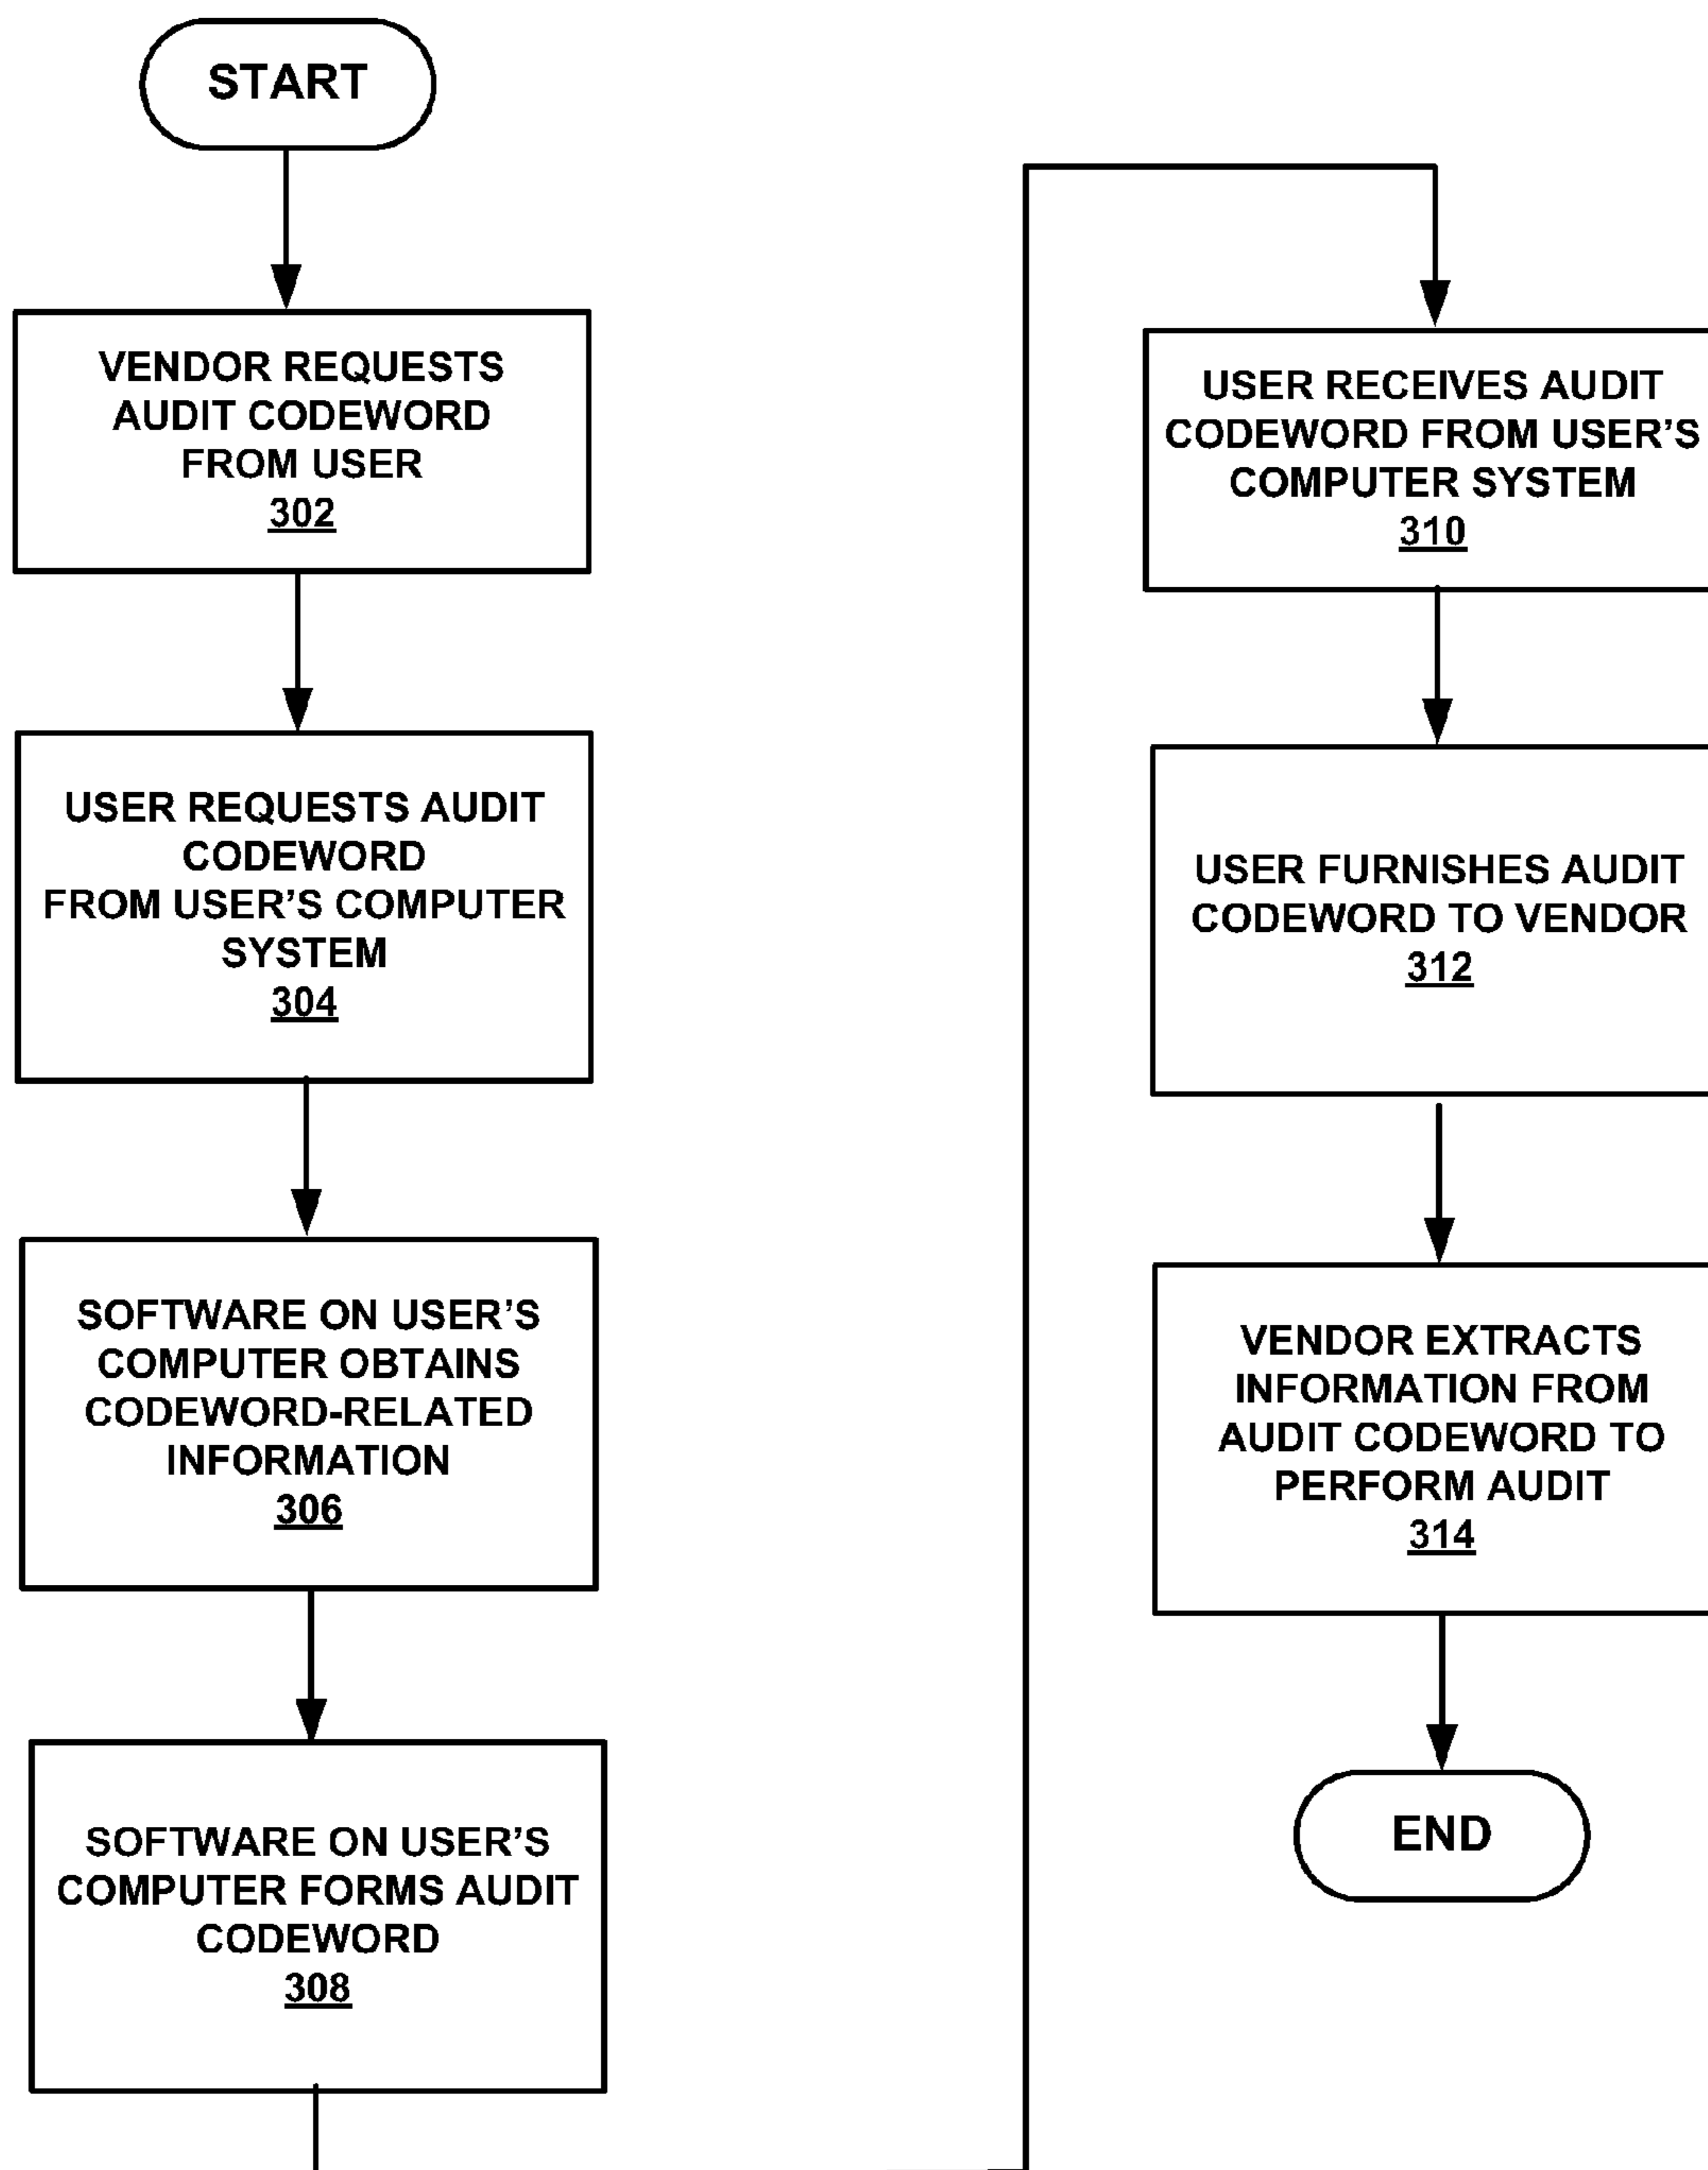 START
VENDOR REQUESTS
AUDIT CODEWORD
FROM USER
302
USER REQUESTS AUDIT
CODEWORD
FROM USER'S COMPUTER
SYSTEM
304
SOFTWARE ON USER'S
COMPUTER OBTAINS
CODEWORD-RELATED
INFORMATION
306
SOFTWARE ON USER'S
COMPUTER FORMS AUDIT
CODEWORD
308
USER RECEIVES AUDIT
CODEWORD FROM USER'S
COMPUTER SYSTEM
310
USER FURNISHES AUDIT
CODEWORD TO VENDOR
312
VENDOR EXTRACTS
INFORMATION FROM
AUDIT CODEWORD TO
PERFORM AUDIT
314
END